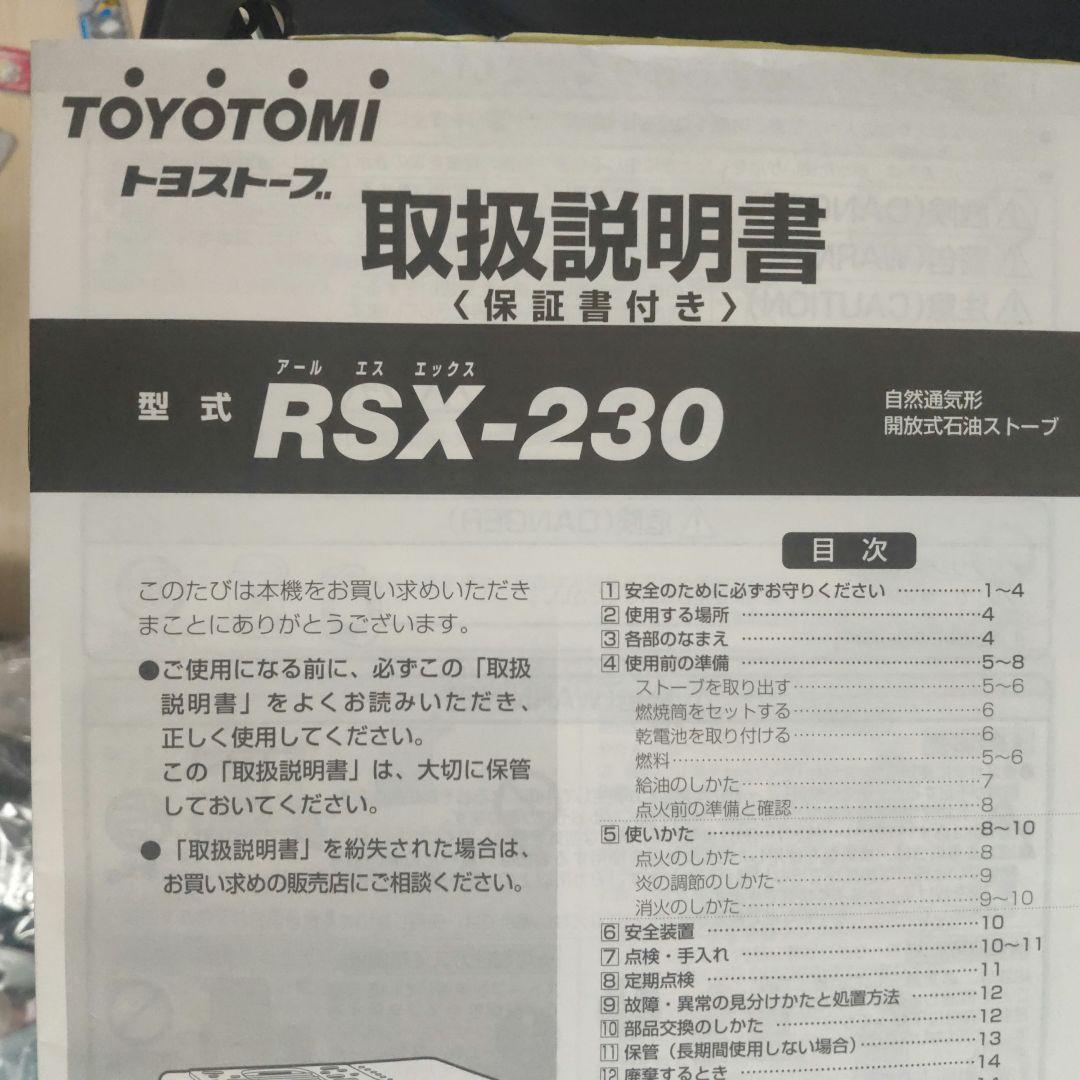 TOYOTOMi
トヨストーブ
取扱説明書
〈保証書付き〉
アール エス エックス
型式 RSX-230
自然通気形
開放式石油ストーブ
このたびは本機をお買い求めいただき
まことにありがとうございます。
●ご使用になる前に、必ずこの「取扱
説明書」をよくお読みいただき、
正しく使用してください。
この「取扱説明書」は、大切に保管
しておいてください。
●「取扱説明書」を紛失された場合は、
お買い求めの販売店にご相談ください。
目次
1 安全のために必ずお守りください ……………1〜4
2 使用する場所 ……………4
3 各部のなまえ ……………4
4 使用前の準備 ……………5〜8
ストーブを取り出す……………5〜6
燃焼筒をセットする……………6
乾電池を取り付ける……………6
燃料……………5〜6
給油のしかた……………7
点火前の準備と確認……………8
5 使いかた ……………8〜10
点火のしかた……………8
炎の調節のしかた……………9
消火のしかた……………9〜10
6 安全装置 ……………10
7 点検・手入れ ……………10〜11
8 定期点検 ……………11
9 故障・異常の見分けかたと処置方法 …………12
10 部品交換のしかた ……………12
11 保管（長期間使用しない場合）……………13
12 廃棄するとき ……………14